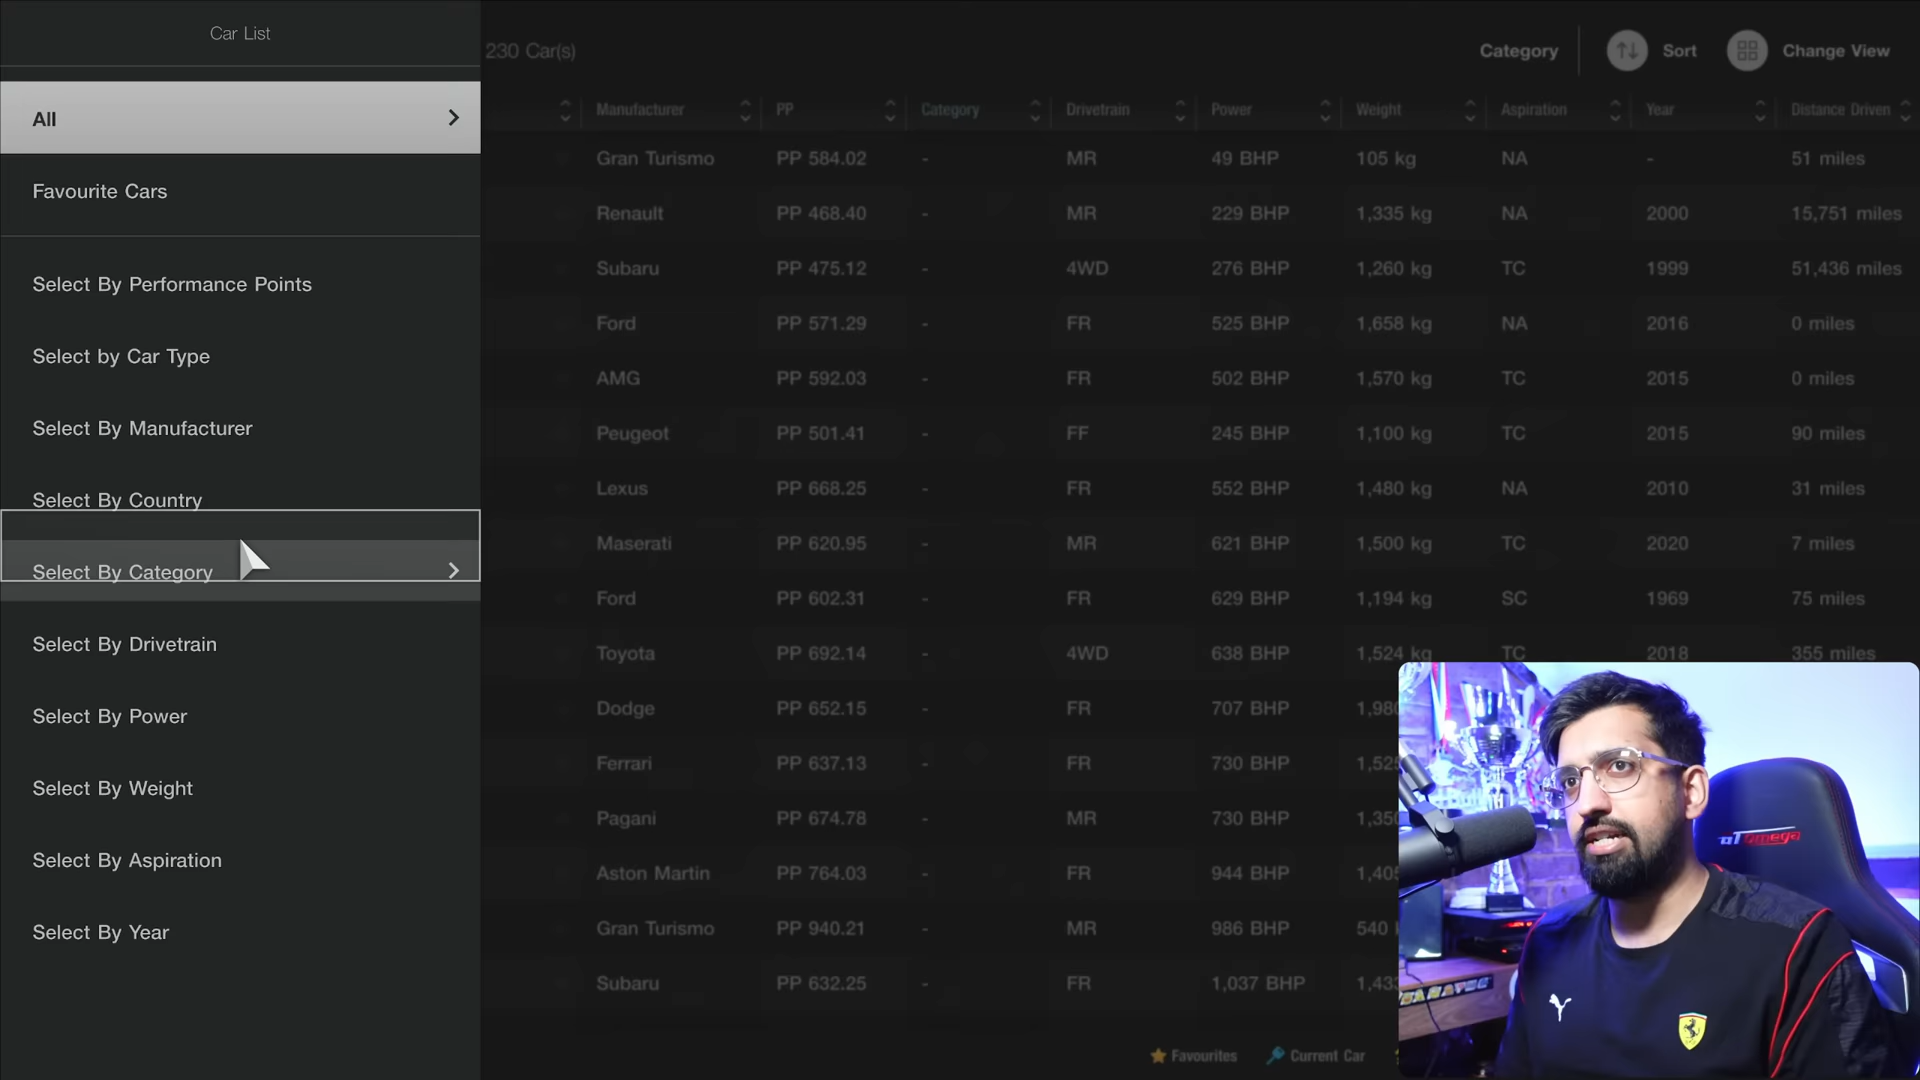 Car List
All
Favourite Cars
Select By Performance Points
Select by Car Type
Select By Manufacturer
Select By Country
Select By Category
Select By Drivetrain
Select By Power
Select By Weight
Select By Aspiration
Select By Year
230 Car(s)
Category Sort Change View
Manufacturer PP Category Drivetrain Power Weight Aspiration Year Distance Driven
Gran Turismo PP 584.02 - MR 49 BHP 105 kg NA - 51 miles
Renault PP 468.40 - MR 229 BHP 1,335 kg NA 2000 15,751 miles
Subaru PP 475.12 - 4WD 276 BHP 1,260 kg TC 1999 51,436 miles
Ford PP 571.29 - FR 525 BHP 1,658 kg NA 2016 0 miles
AMG PP 592.03 - FR 502 BHP 1,570 kg TC 2015 0 miles
Peugeot PP 501.41 - FF 245 BHP 1,100 kg TC 2015 90 miles
Lexus PP 668.25 - FR 552 BHP 1,480 kg NA 2010 31 miles
Maserati PP 620.95 - MR 621 BHP 1,500 kg TC 2020 7 miles
Ford PP 602.31 - FR 629 BHP 1,194 kg SC 1969 75 miles
Toyota PP 692.14 - 4WD 638 BHP 1,524 kg TC 2018 355 miles
Dodge PP 652.15 - FR 707 BHP 1,980
Ferrari PP 637.13 - FR 730 BHP 1,525
Pagani PP 674.78 - MR 730 BHP 1,350
Aston Martin PP 764.03 - FR 944 BHP 1,405
Gran Turismo PP 940.21 - MR 986 BHP 540
Subaru PP 632.25 - FR 1,037 BHP 1,43
Favourites Current Car
omega